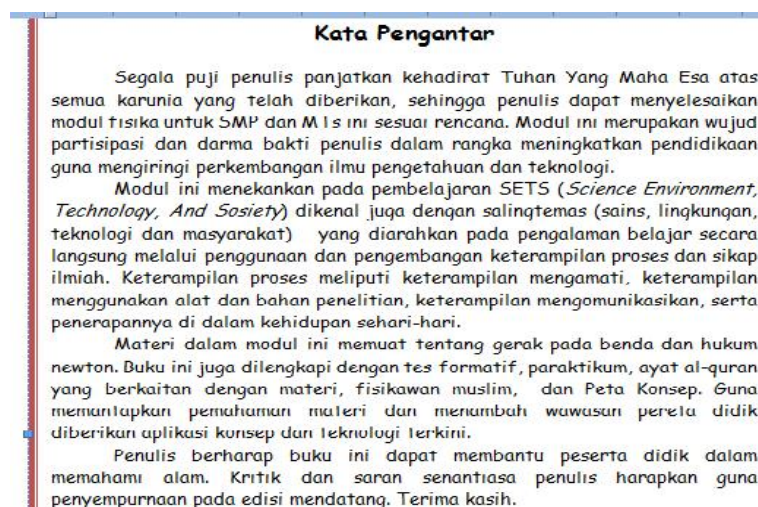 Kata Pengantar
Segala puji penulis panjatkan kehadirat Tuhan Yang Maha Esa atas
semua karunia yang telah diberikan, sehingga penulis dapat menyelesaikan
modul fisika untuk SMP dan MTs ini sesuai rencana. Modul ini merupakan wujud
partisipasi dan darma bakti penulis dalam rangka meningkatkan pendidikaan
guna mengiringi perkembangan ilmu pengetahuan dan teknologi.
Modul ini menekankan pada pembelajaran SETS (Science Environment,
Technology, And Sosiety) dikenal juga dengan salingtemas (sains, lingkungan,
teknologi dan masyarakat) yang diarahkan pada pengalaman belajar secara
langsung melalui penggunaan dan pengembangan keterampilan proses dan sikap
ilmiah. Keterampilan proses meliputi keterampilan mengamati, keterampilan
menggunakan alat dan bahan penelitian, keterampilan mengomunikasikan, serta
penerapannya di dalam kehidupan sehari-hari.
Materi dalam modul ini memuat tentang gerak pada benda dan hukum
newton. Buku ini juga dilengkapi dengan tes formatif, paraktikum, ayat al-quran
yang berkaitan dengan materi, fisikawan muslim, dan Peta Konsep. Guna
memantapkan pemahaman materi dan menambah wawasan pereta didik
diberikan aplikasi konsep dan teknologi terkini.
Penulis berharap buku ini dapat membantu peserta didik dalam
memahami alam. Kritik dan saran senantiasa penulis harapkan guna
penyempurnaan pada edisi mendatang. Terima kasih.